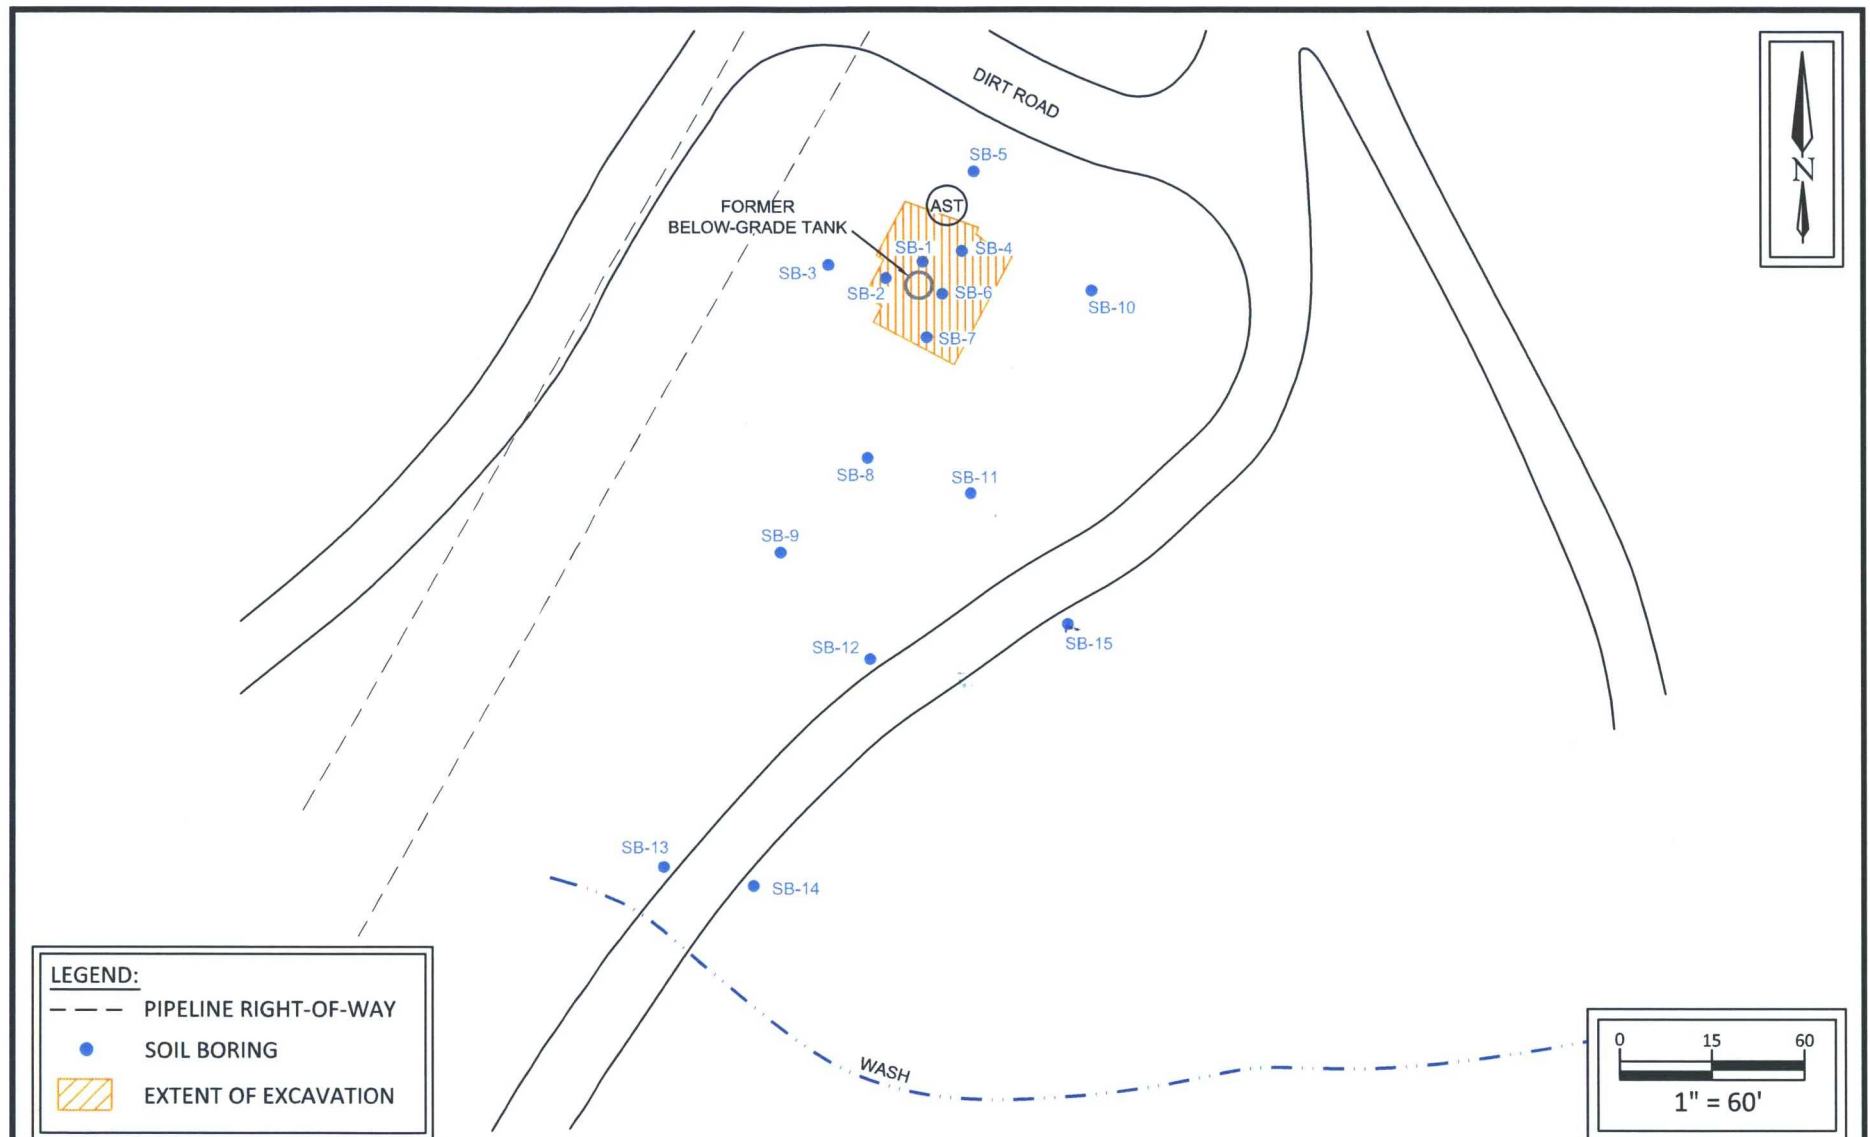 DIRT ROAD
N
SB-5
AST
FORMER
BELOW-GRADE TANK
SB-1
SB-4
SB-3
SB-2
SB-6
SB-10
SB-7
SB-8
SB-11
SB-9
SB-12
SB-15
SB-13
SB-14
WASH
LEGEND:
PIPELINE RIGHT-OF-WAY
SOIL BORING
EXTENT OF EXCAVATION
0 15 60
1" = 60'